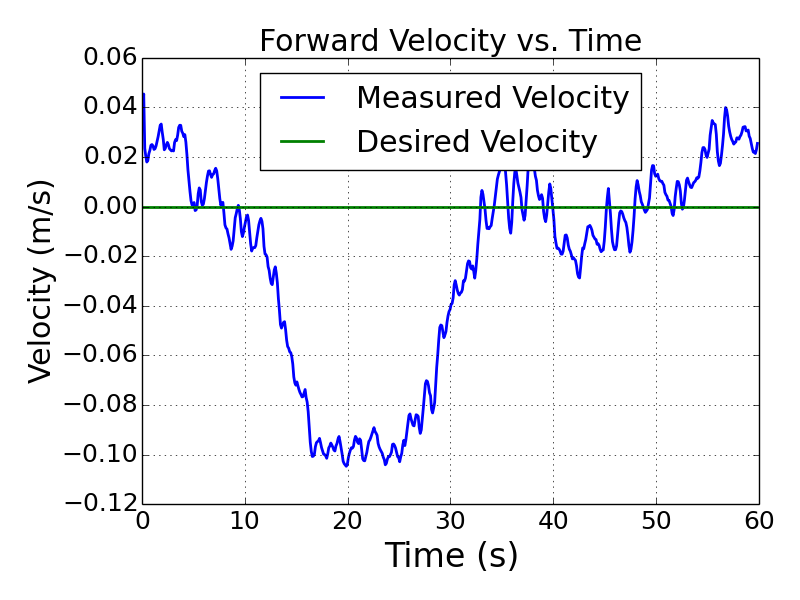 Forward Velocity vs. Time
Measured Velocity
Desired Velocity
Velocity (m/s)
0.06
0.04
0.02
0.00
−0.02
−0.04
−0.06
−0.08
−0.10
−0.12
0 10 20 30 40 50 60
Time (s)